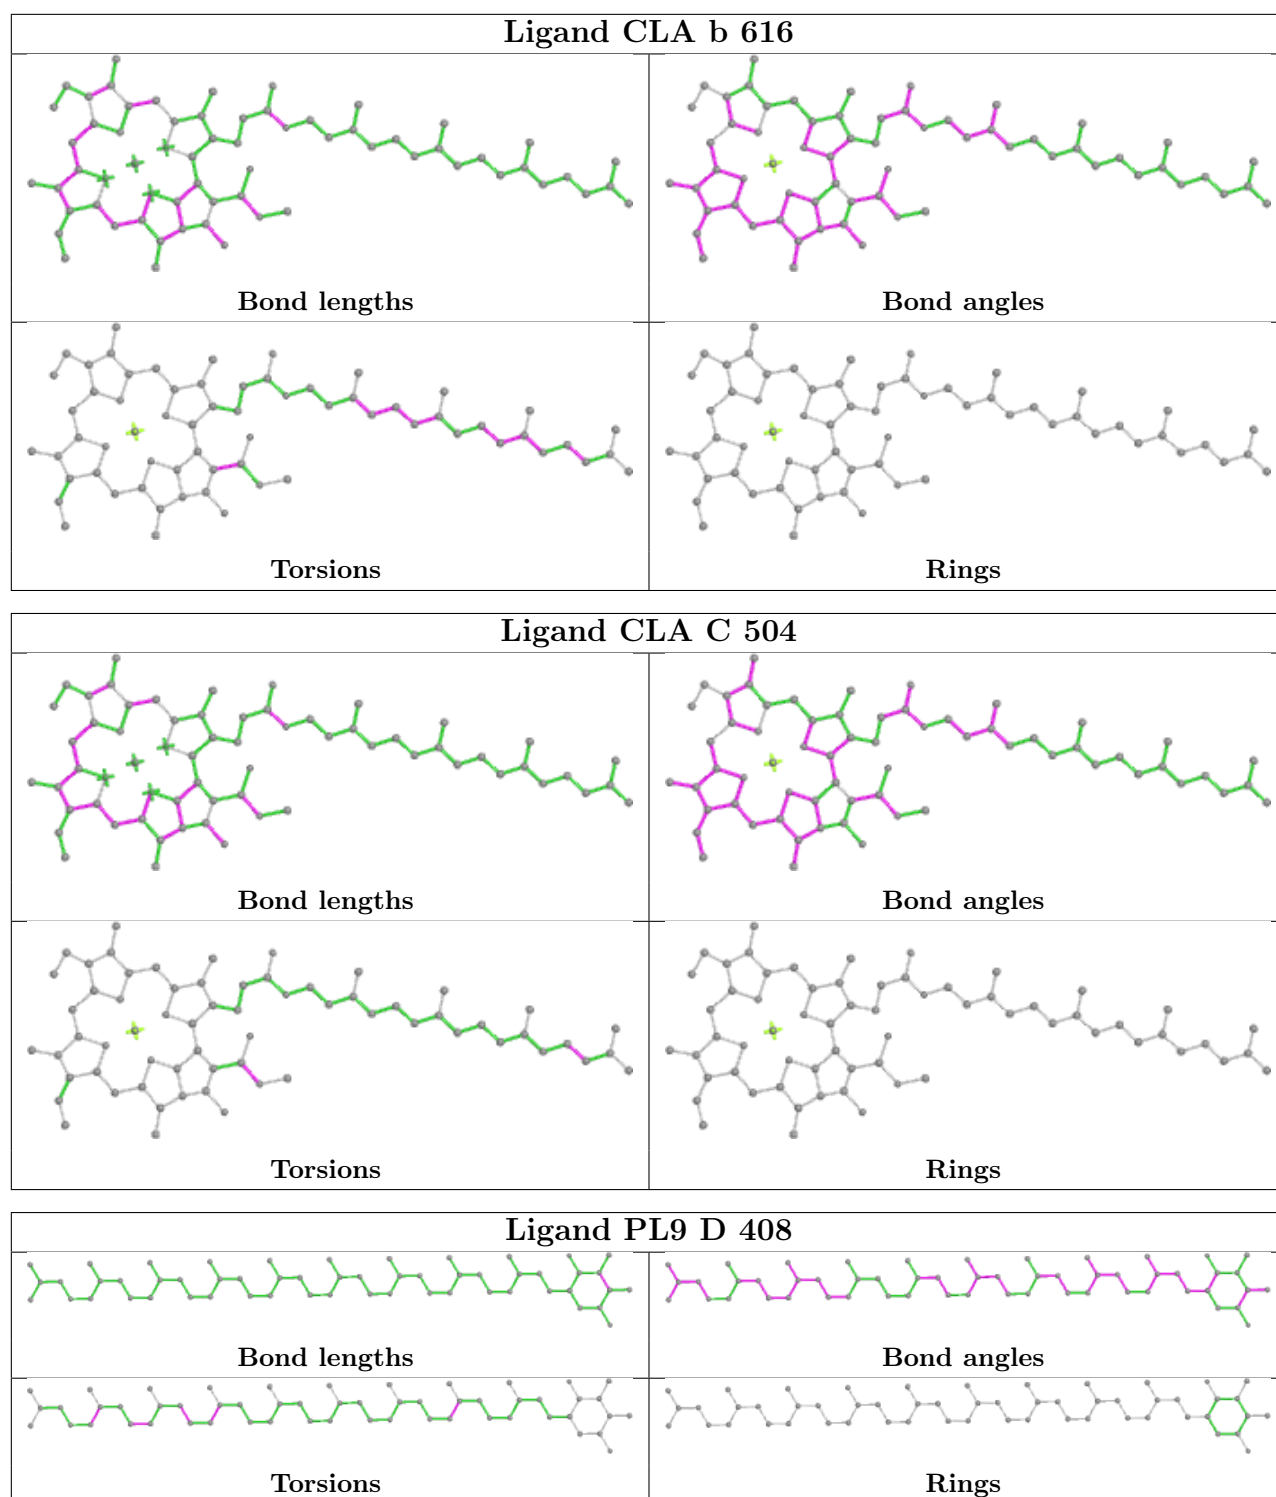 Ligand CLA b 616
Bond lengths
Bond angles
Torsions
Rings
Ligand CLA C 504
Bond lengths
Bond angles
Torsions
Rings
Ligand PL9 D 408
Bond lengths
Bond angles
Torsions
Rings